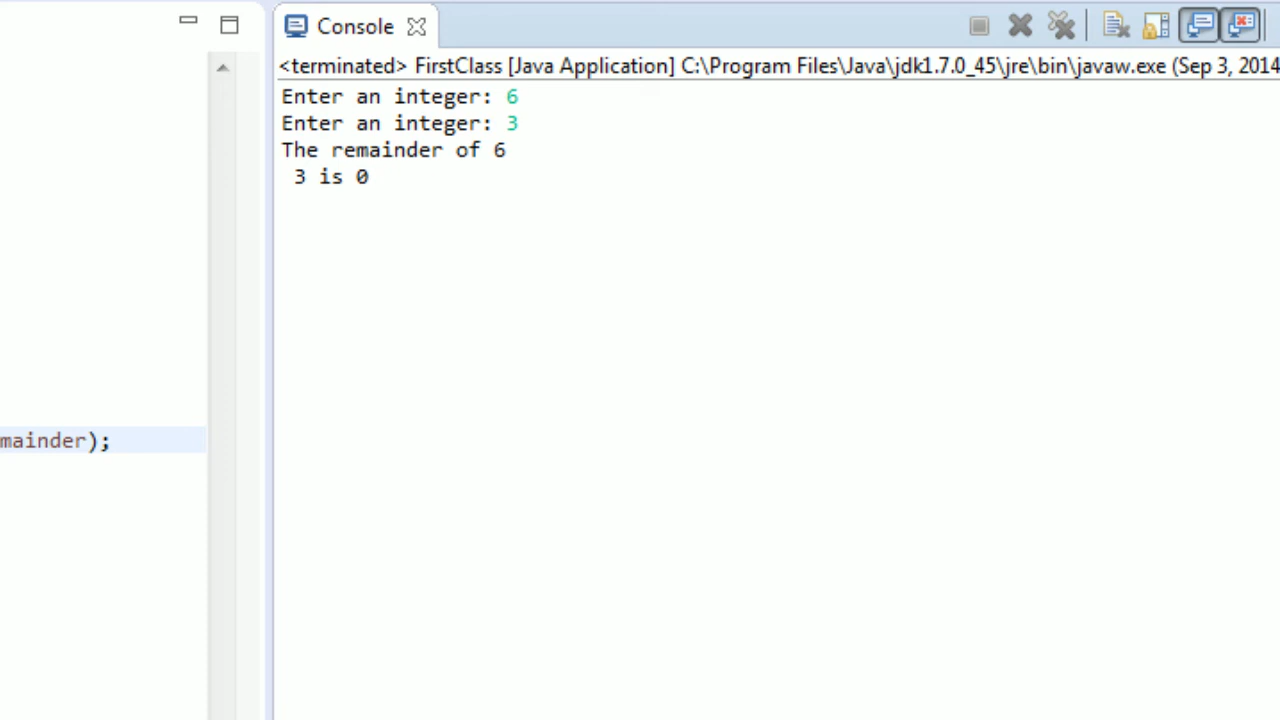 Console
<terminated> FirstClass [Java Application] C:\Program Files\Java\jdk1.7.0_45\jre\bin\javaw.exe (Sep 3, 2014
Enter an integer: 6
Enter an integer: 3
The remainder of 6
 3 is 0
mainder);